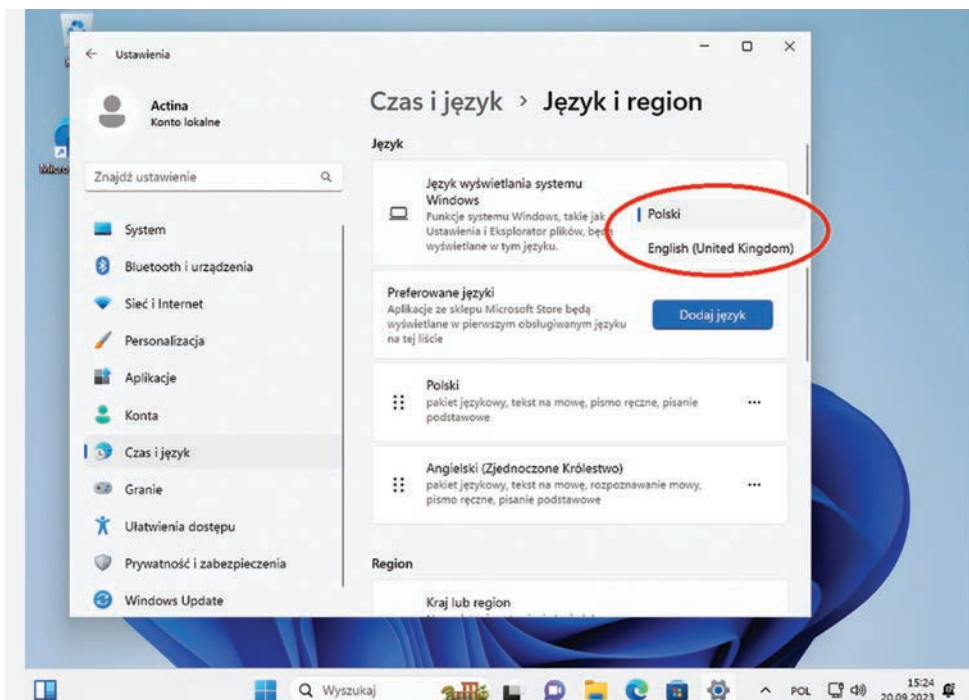 Ustawienia
Actina
Konto lokalne
Znajdź ustawienie
System
Bluetooth i urządzenia
Sieć i Internet
Personalizacja
Aplikacje
Konta
Czas i język
Granie
Ułatwienia dostępu
Prywatność i zabezpieczenia
Windows Update
Czas i język > Język i region
Język
Język wyświetlania systemu
Windows
Funkcje systemu Windows, takie jak
Ustawienia i Eksplorator plików, będą
wyświetlane w tym języku.
Polski
English (United Kingdom)
Preferowane języki
Aplikacje ze sklepu Microsoft Store będą
wyświetlane w pierwszym obsługiwanym języku
na tej liście
Dodaj język
Polski
pakiet językowy, tekst na mowę, pismo ręczne, pisanie
podstawowe
Angielski (Zjednoczone Królestwo)
pakiet językowy, tekst na mowę, rozpoznawanie mowy,
pismo ręczne, pisanie podstawowe
Region
Kraj lub region
Wyszukaj
POL
15:24
20.09.2023